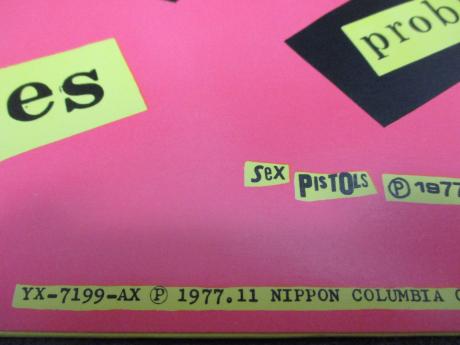 prob
es
sex PISTOLS Ⓟ 1977
YX-7199-AX Ⓟ 1977.11 NIPPON COLUMBIA